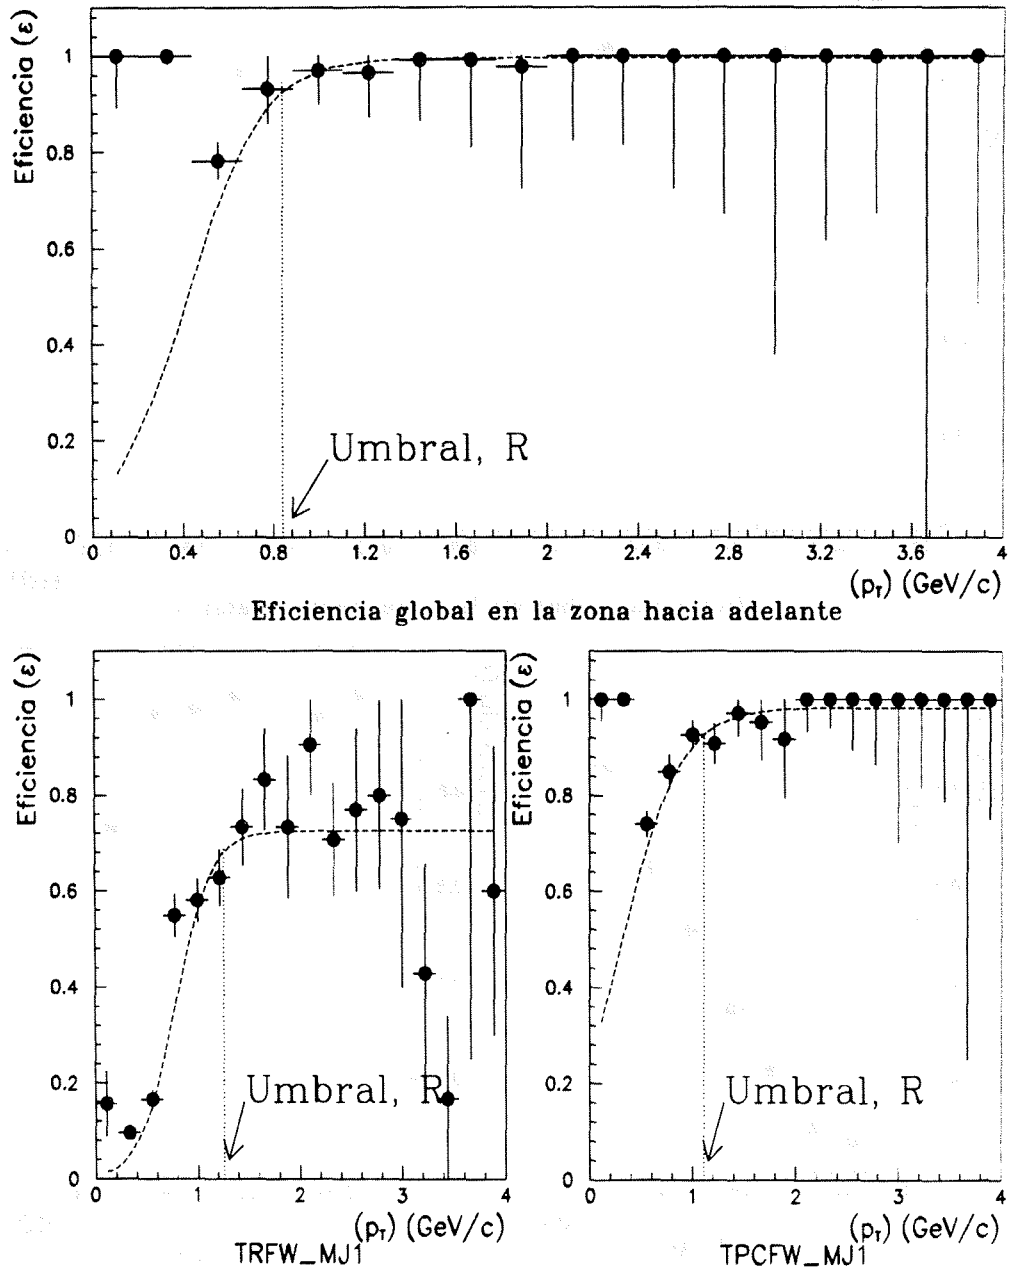 Eficiencia (ε)
1
0.8
0.6
0.4
0.2
0
Umbral, R
0 0.4 0.8 1.2 1.6 2 2.4 2.8 3.2 3.6 4
(p_T) (GeV/c)
Eficiencia global en la zona hacia adelante
Eficiencia (ε)
1
0.8
0.6
0.4
0.2
0
Umbral, R
0 1 2 3 4
(p_T) (GeV/c)
TRFW_MJ1
Eficiencia (ε)
1
0.8
0.6
0.4
0.2
0
Umbral, R
0 1 2 3 4
(p_T) (GeV/c)
TPCFW_MJ1